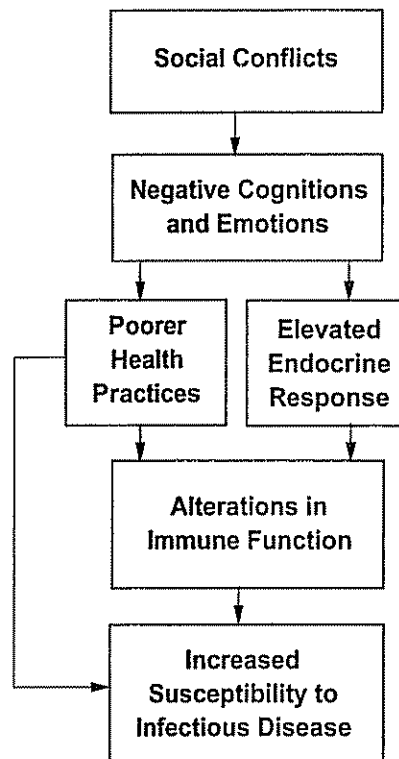 Social Conflicts
Negative Cognitions
and Emotions
Poorer
Health
Practices
Elevated
Endocrine
Response
Alterations in
Immune Function
Increased
Susceptibility to
Infectious Disease